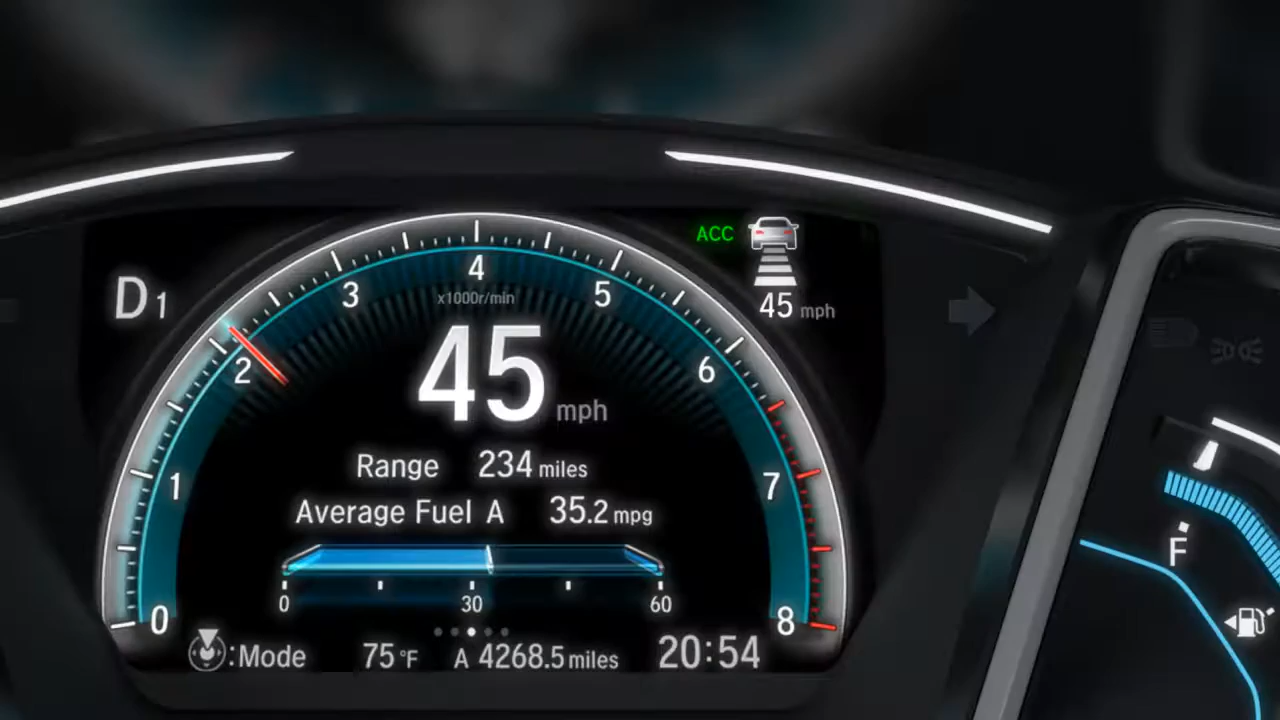 ACC
D1
45 mph
4
3
5
x1000r/min
2
6
45 mph
1
7
Range 234 miles
Average Fuel A 35.2 mpg
0
8
0 30 60
:Mode 75°F A 4268.5 miles 20:54
F